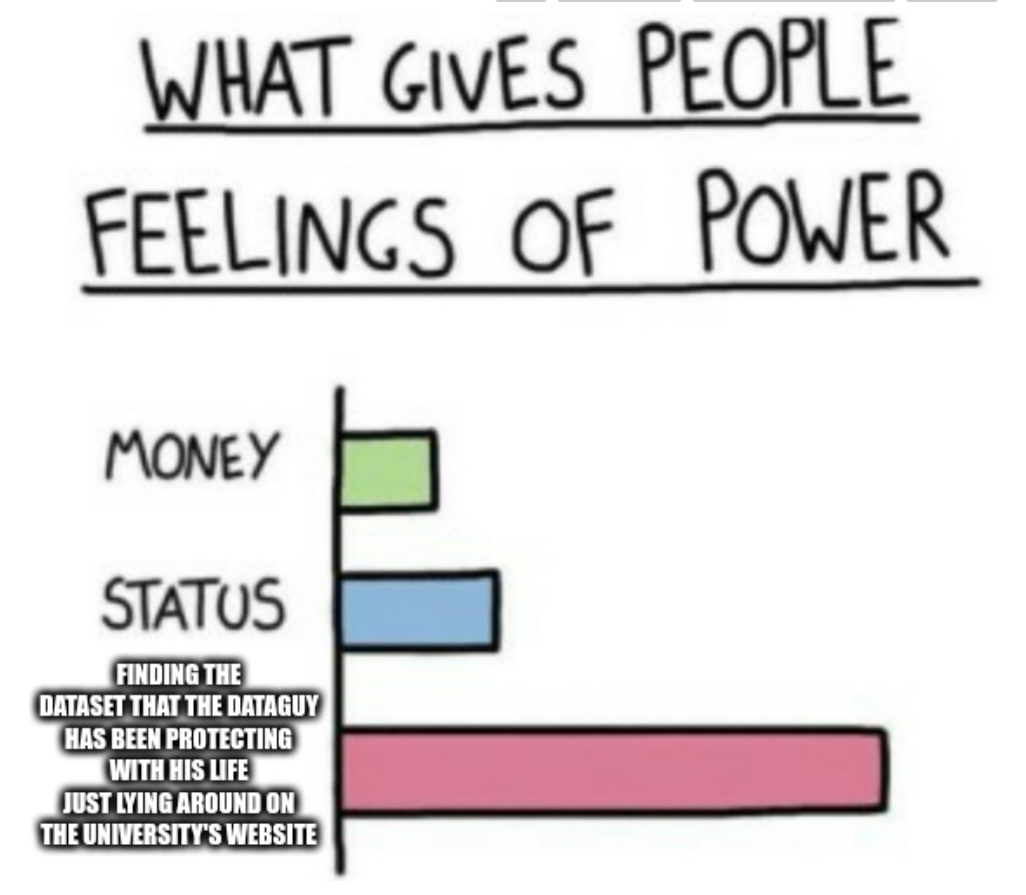 WHAT GIVES PEOPLE
FEELINGS OF POWER
MONEY
STATUS
FINDING THE
DATASET THAT THE DATAGUY
HAS BEEN PROTECTING
WITH HIS LIFE
JUST LYING AROUND ON
THE UNIVERSITY'S WEBSITE